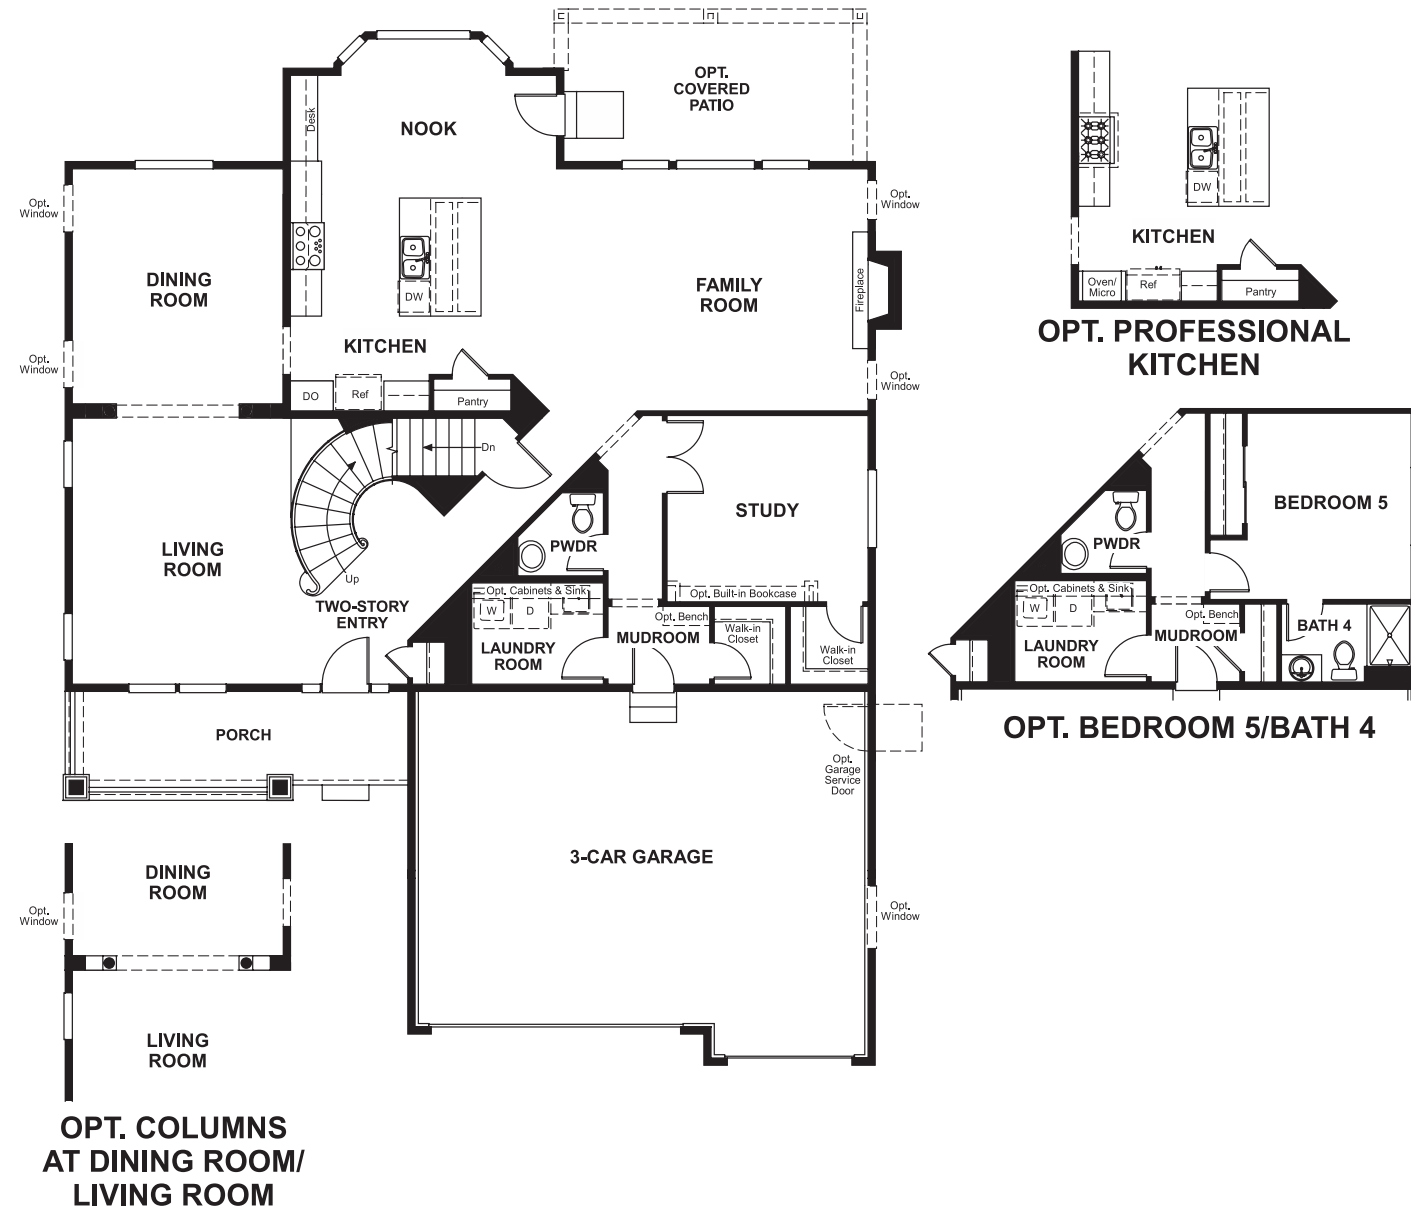 OPT.
COVERED
PATIO
Desk
NOOK
Opt.
Window
Opt.
Window
DINING
ROOM
DW
FAMILY
ROOM
Fireplace
KITCHEN
Opt.
Window
Opt.
Window
DO
Ref
Pantry
Dn
STUDY
LIVING
ROOM
PWDR
Up
TWO-STORY
ENTRY
Opt. Cabinets & Sink
W
D
Opt. Built-in Bookcase
Opt. Bench
LAUNDRY
ROOM
MUDROOM
Walk-in
Closet
Walk-in
Closet
PORCH
Opt.
Garage
Service
Door
3-CAR GARAGE
Opt.
Window
DINING
ROOM
Opt.
Window
LIVING
ROOM
OPT. COLUMNS
AT DINING ROOM/
LIVING ROOM
DW
KITCHEN
Oven/
Micro
Ref
Pantry
OPT. PROFESSIONAL
KITCHEN
BEDROOM 5
PWDR
Opt. Cabinets & Sink
W
D
Opt. Bench
LAUNDRY
ROOM
MUDROOM
BATH 4
OPT. BEDROOM 5/BATH 4